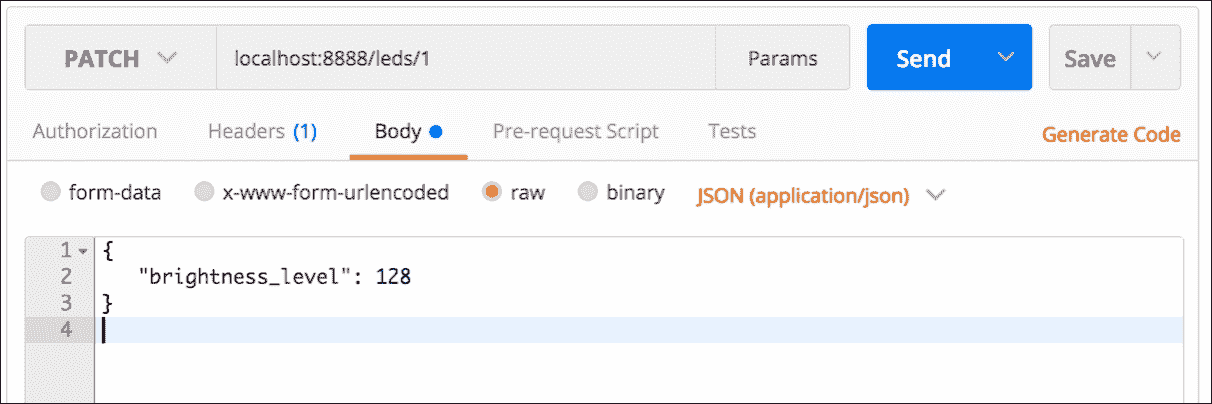 PATCH localhost:8888/leds/1 Params Send Save
Authorization Headers (1) Body Pre-request Script Tests Generate Code
form-data x-www-form-urlencoded raw binary JSON (application/json)
1 {
2 "brightness_level": 128
3 }
4